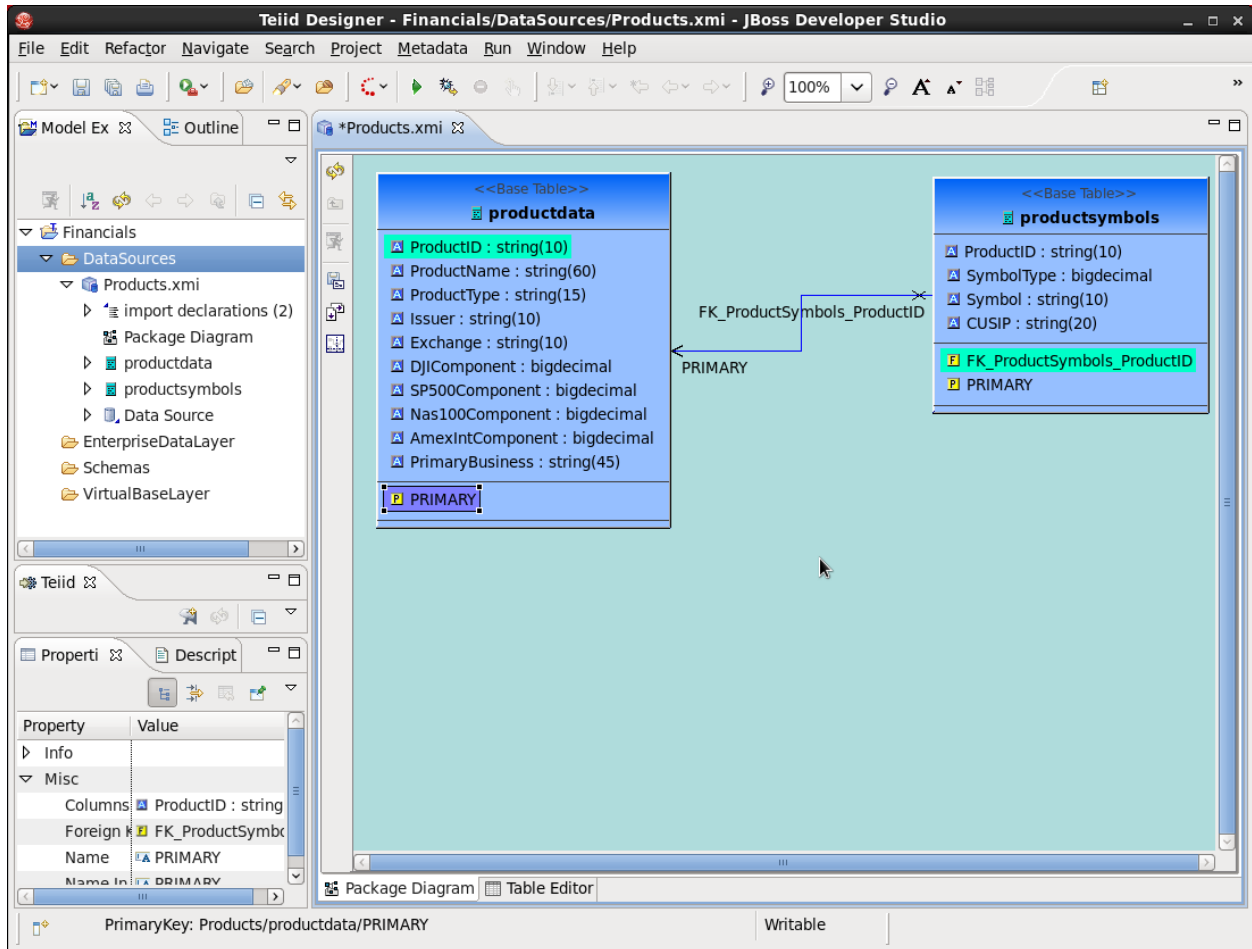 Teiid Designer - Financials/DataSources/Products.xmi - JBoss Developer Studio
File Edit Refactor Navigate Search Project Metadata Run Window Help
100%
Model Ex
Outline
Financials
DataSources
Products.xmi
import declarations (2)
Package Diagram
productdata
productsymbols
Data Source
EnterpriseDataLayer
Schemas
VirtualBaseLayer
Teiid
Properti
Descript
Property Value
Info
Misc
Columns ProductID : string
Foreign K FK_ProductSymbo
Name PRIMARY
Name In PRIMARY
*Products.xmi
<<Base Table>>
productdata
ProductID : string(10)
ProductName : string(60)
ProductType : string(15)
Issuer : string(10)
Exchange : string(10)
DJIComponent : bigdecimal
SP500Component : bigdecimal
Nas100Component : bigdecimal
AmexIntComponent : bigdecimal
PrimaryBusiness : string(45)
PRIMARY
FK_ProductSymbols_ProductID
PRIMARY
<<Base Table>>
productsymbols
ProductID : string(10)
SymbolType : bigdecimal
Symbol : string(10)
CUSIP : string(20)
FK_ProductSymbols_ProductID
PRIMARY
Package Diagram
Table Editor
PrimaryKey: Products/productdata/PRIMARY
Writable